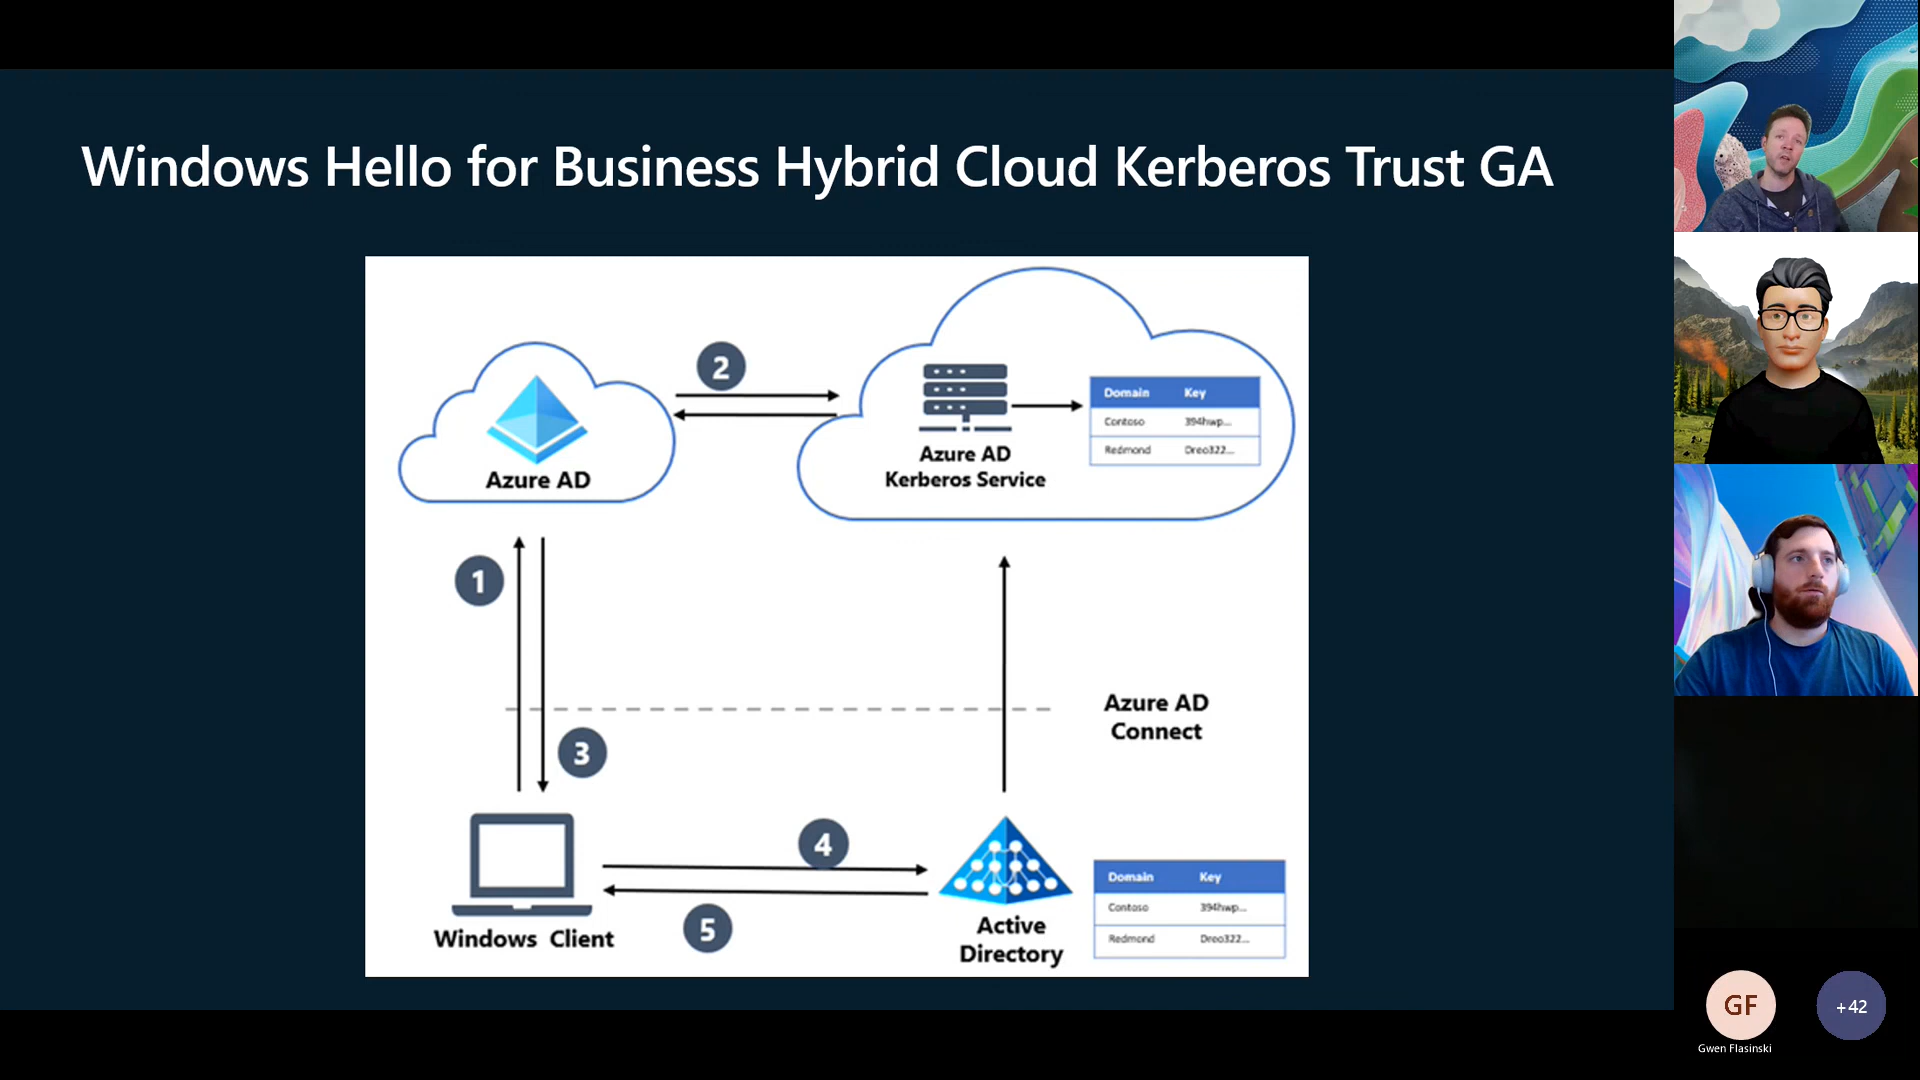 Windows Hello for Business Hybrid Cloud Kerberos Trust GA
2
Domain Key
Contoso 394hwp...
Redmond Dreo322...
Azure AD
Kerberos Service
Azure AD
1
Azure AD
Connect
3
4
Domain Key
Contoso 394hwp...
Redmond Dreo322...
Active
Directory
5
Windows Client
GF
+42
Gwen Flasinski